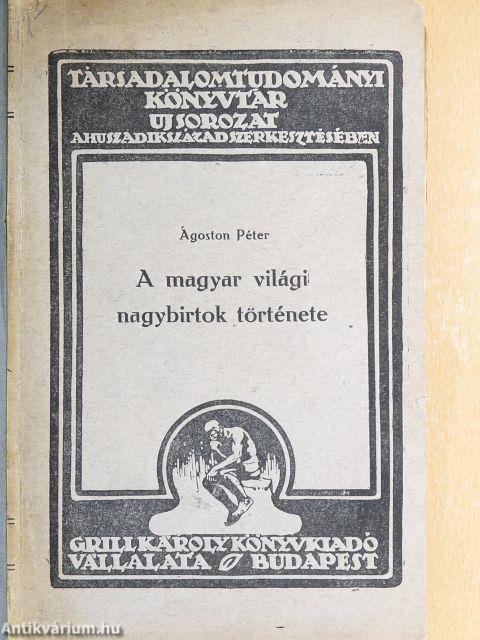 TÁRSADALOMTUDOMÁNYI
KÖNYVTÁR
UJ SOROZAT
A HUSZADIK SZÁZAD SZERKESZTÉSÉBEN
Ágoston Péter
A magyar világi
nagybirtok története
GRILL KÁROLY KÖNYVKIADÓ
VÁLLALATA BUDAPEST
Antikvárium.hu